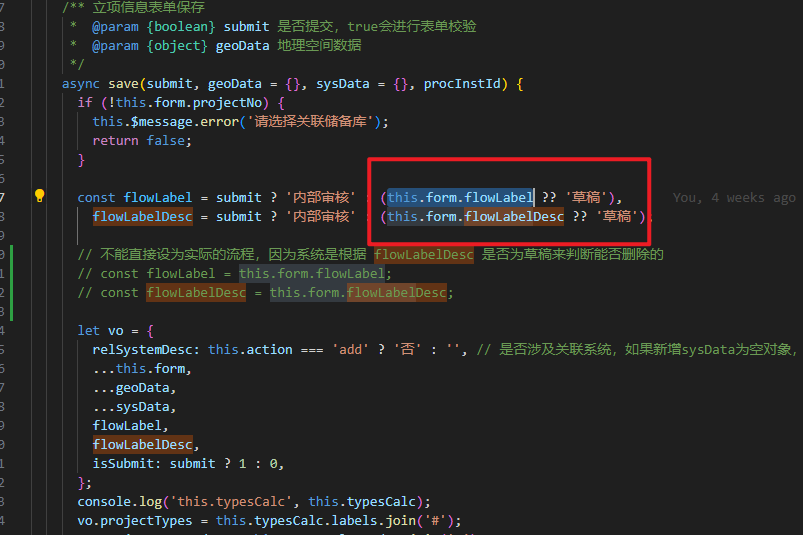 /** 立项信息表单保存
* @param {boolean} submit 是否提交，true会进行表单校验
* @param {object} geoData 地理空间数据
*/
async save(submit, geoData = {}, sysData = {}, procInstId) {
if (!this.form.projectNo) {
this.$message.error('请选择关联储备库');
return false;
}
const flowLabel = submit ? '内部审核' : (this.form.flowLabel ?? '草稿'), You, 4 weeks ago
flowLabelDesc = submit ? '内部审核' : (this.form.flowLabelDesc ?? '草稿');
// 不能直接设为实际的流程，因为系统是根据 flowLabelDesc 是否为草稿来判断能否删除的
// const flowLabel = this.form.flowLabel;
// const flowLabelDesc = this.form.flowLabelDesc;
let vo = {
relSystemDesc: this.action === 'add' ? '否' : '', // 是否涉及关联系统，如果新增sysData为空对象，
...this.form,
...geoData,
...sysData,
flowLabel,
flowLabelDesc,
isSubmit: submit ? 1 : 0,
};
console.log('this.typesCalc', this.typesCalc);
vo.projectTypes = this.typesCalc.labels.join('#');